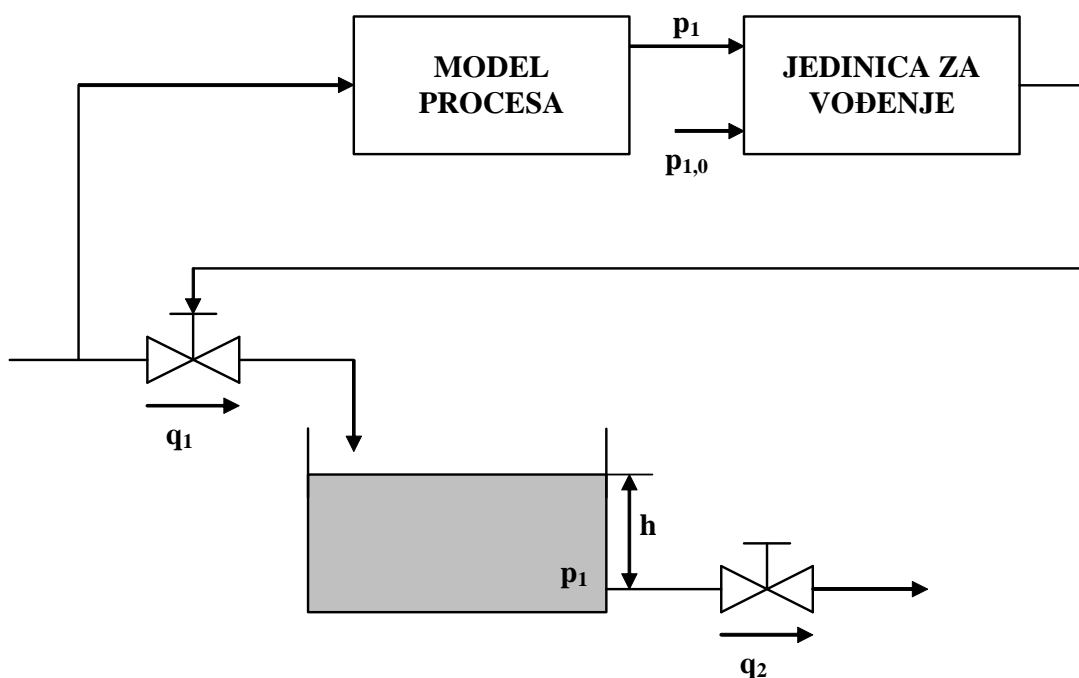 p1
MODEL
PROCESA
JEDINICA ZA
VOĐENJE
p1,0
q1
h
p1
q2